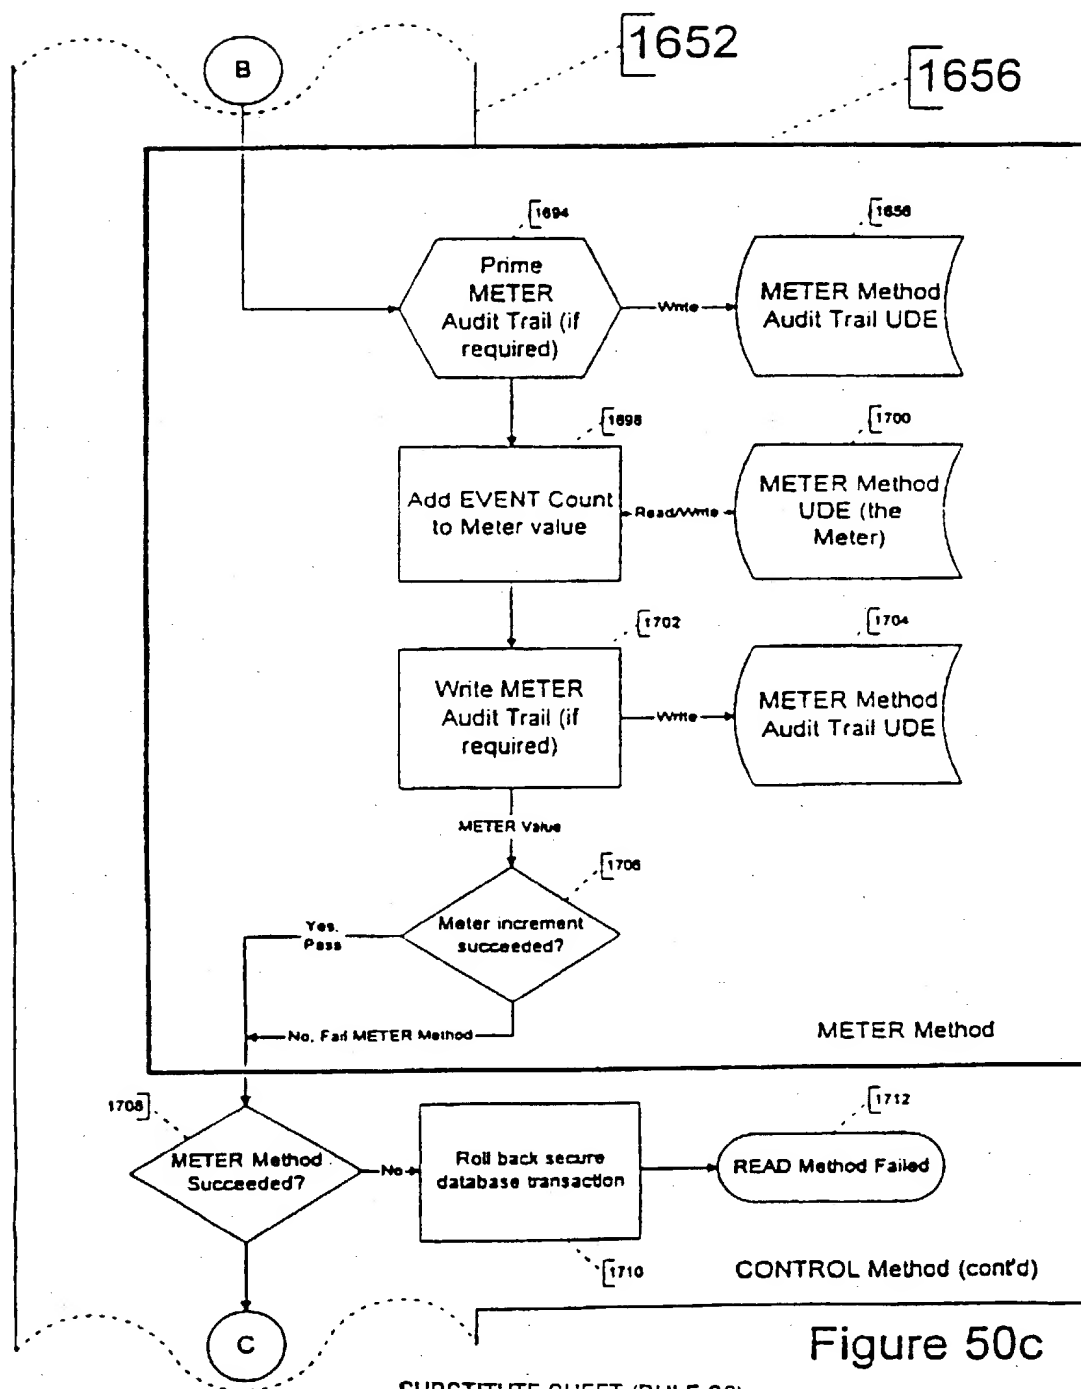 1652
B
1656
1694
Prime
METER
Audit Trail (if
required)
Write
1656
METER Method
Audit Trail UDE
1698
Add EVENT Count
to Meter value
Read/Write
1700
METER Method
UDE (the
Meter)
1702
Write METER
Audit Trail (if
required)
Write
1704
METER Method
Audit Trail UDE
METER Value
1706
Meter increment
succeeded?
Yes,
Pass
No, Fail METER Method
METER Method
1708
METER Method
Succeeded?
No
Roll back secure
database transaction
1710
1712
READ Method Failed
CONTROL Method (cont'd)
C
Figure 50c
SUBSTITUTE SHEET (RULE 26)